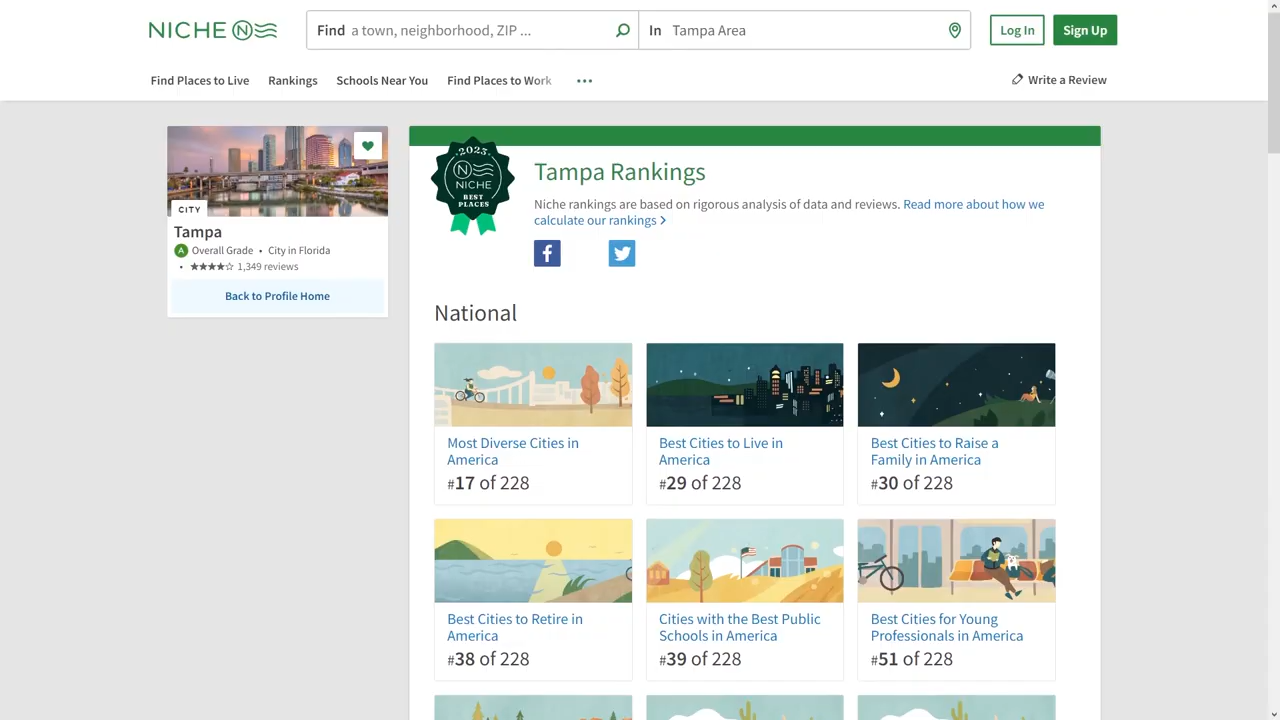 NICHE
Find a town, neighborhood, ZIP ...
In Tampa Area
Log In
Sign Up
Find Places to Live
Rankings
Schools Near You
Find Places to Work
Write a Review
CITY
Tampa
A Overall Grade • City in Florida
• ★★★★☆ 1,349 reviews
Back to Profile Home
2025
NICHE
BEST
PLACES
Tampa Rankings
Niche rankings are based on rigorous analysis of data and reviews. Read more about how we
calculate our rankings
National
Most Diverse Cities in
America
#17 of 228
Best Cities to Live in
America
#29 of 228
Best Cities to Raise a
Family in America
#30 of 228
Best Cities to Retire in
America
#38 of 228
Cities with the Best Public
Schools in America
#39 of 228
Best Cities for Young
Professionals in America
#51 of 228